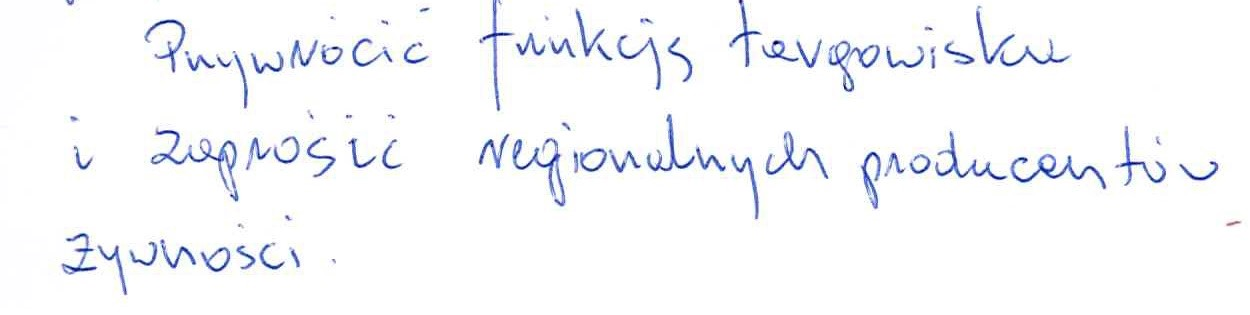 Przywrócić funkcję targowiska
i zaprosić regionalnych producentów
żywności.